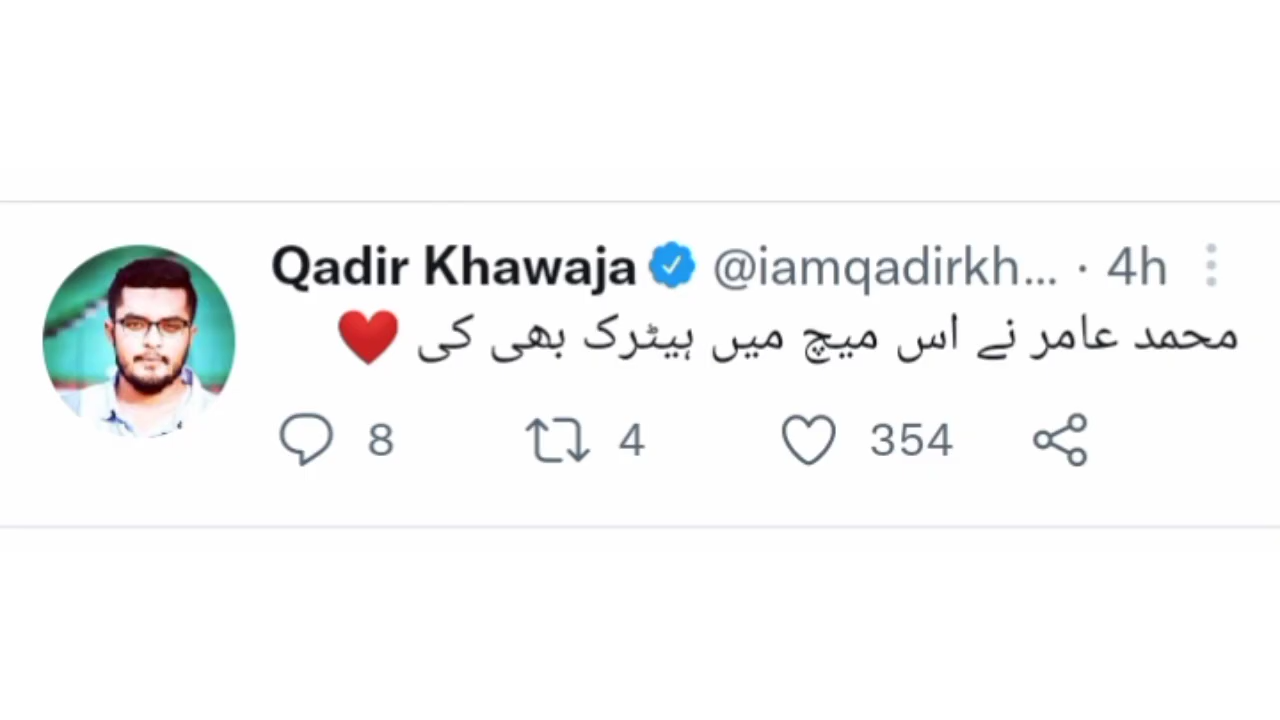 Qadir Khawaja @iamqadirkh... · 4h
محمد عامر نے اس میچ میں ہیٹرک بھی کی ❤️
8 4 354